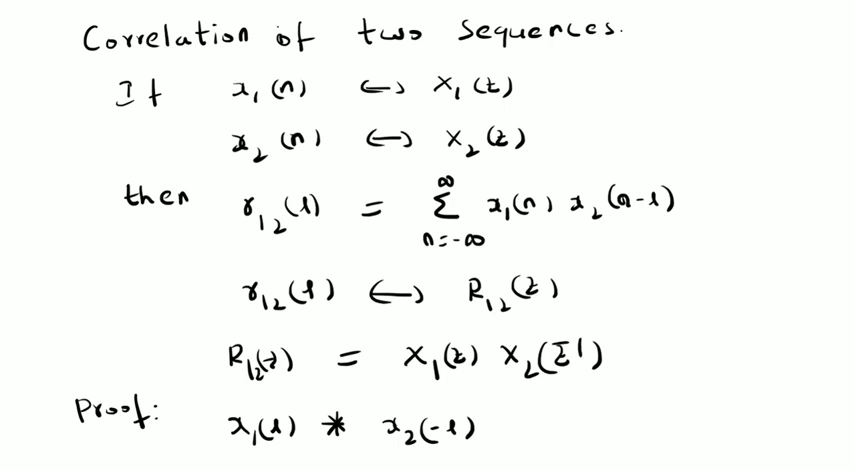 Correlation of two sequences.
If x₁(n) ↔ X₁(z)
x₂(n) ↔ X₂(z)
then r₁₂(l) = ∞ Σ n=-∞ x₁(n) x₂(n-l)
r₁₂(l) ↔ R₁₂(z)
R₁₂(z) = X₁(z) X₂(z⁻¹)
Proof: x₁(l) * x₂(-l)